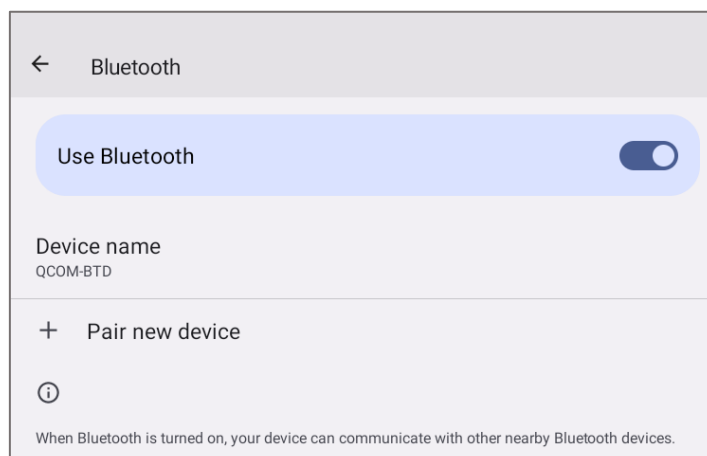 Bluetooth
Use Bluetooth
Device name
QCOM-BTD
Pair new device
When Bluetooth is turned on, your device can communicate with other nearby Bluetooth devices.